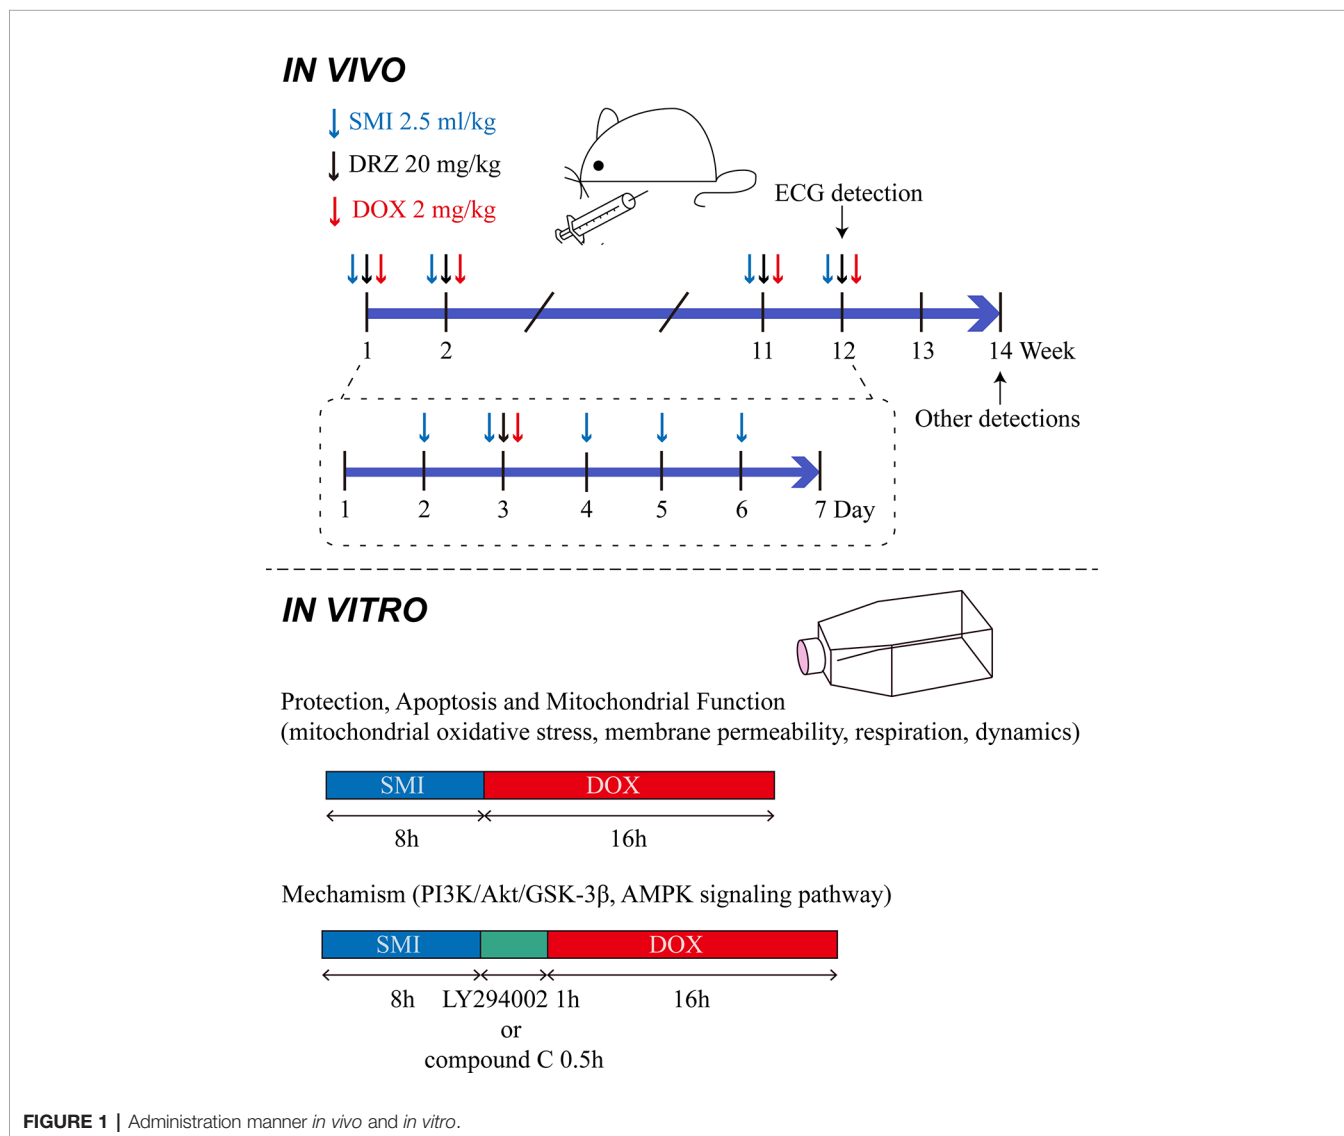 IN VIVO
SMI 2.5 ml/kg
DRZ 20 mg/kg
DOX 2 mg/kg
ECG detection
1 2 11 12 13 14 Week
Other detections
1 2 3 4 5 6 7 Day
IN VITRO
Protection, Apoptosis and Mitochondrial Function
(mitochondrial oxidative stress, membrane permeability, respiration, dynamics)
SMI DOX
8h 16h
Mechamism (PI3K/Akt/GSK-3β, AMPK signaling pathway)
SMI DOX
8h LY294002 1h 16h
or
compound C 0.5h
FIGURE 1 | Administration manner in vivo and in vitro.